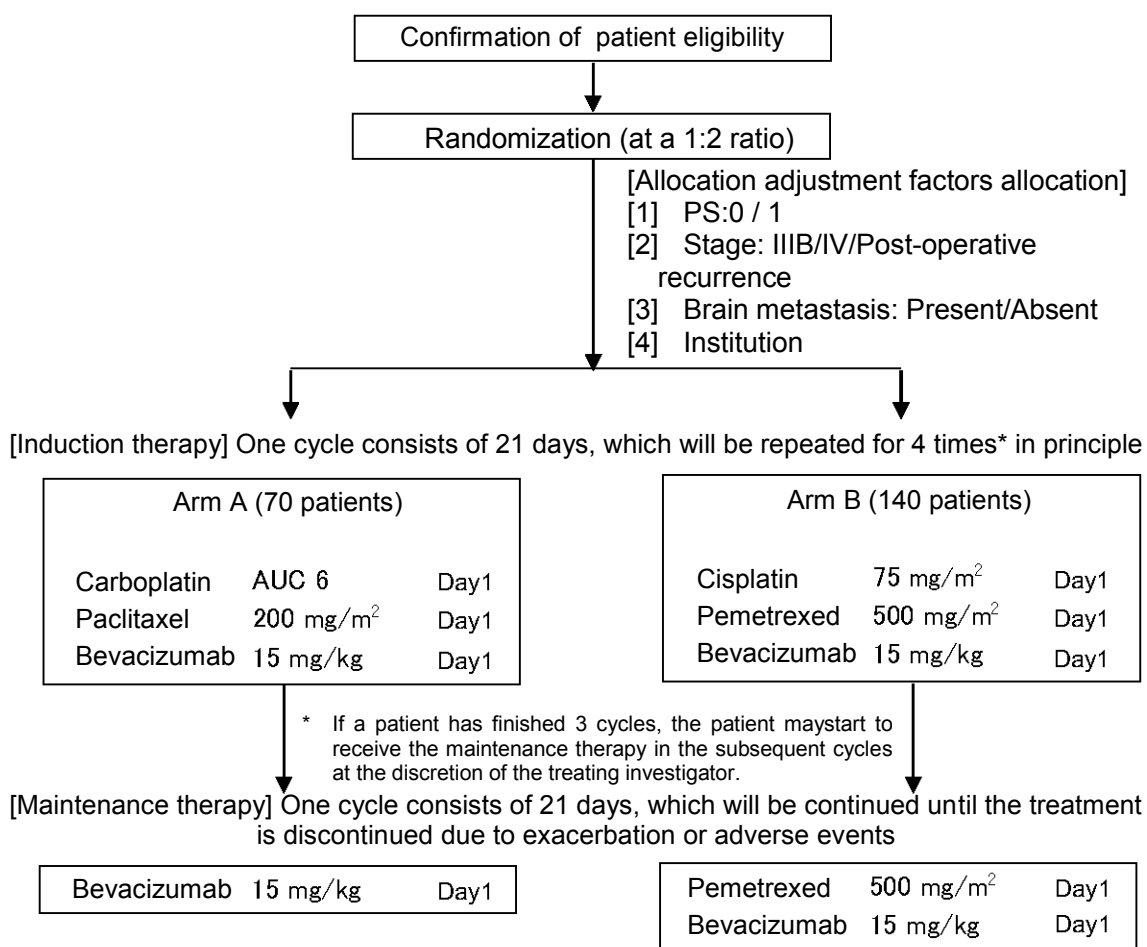 Confirmation of patient eligibility
Randomization (at a 1:2 ratio)
[Allocation adjustment factors allocation]
[1] PS:0 / 1
[2] Stage: IIIB/IV/Post-operative
recurrence
[3] Brain metastasis: Present/Absent
[4] Institution
[Induction therapy] One cycle consists of 21 days, which will be repeated for 4 times* in principle
Arm A (70 patients)
Carboplatin AUC 6 Day1
Paclitaxel 200 mg/m² Day1
Bevacizumab 15 mg/kg Day1
Arm B (140 patients)
Cisplatin 75 mg/m² Day1
Pemetrexed 500 mg/m² Day1
Bevacizumab 15 mg/kg Day1
* If a patient has finished 3 cycles, the patient maystart to
receive the maintenance therapy in the subsequent cycles
at the discretion of the treating investigator.
[Maintenance therapy] One cycle consists of 21 days, which will be continued until the treatment
is discontinued due to exacerbation or adverse events
Bevacizumab 15 mg/kg Day1
Pemetrexed 500 mg/m² Day1
Bevacizumab 15 mg/kg Day1